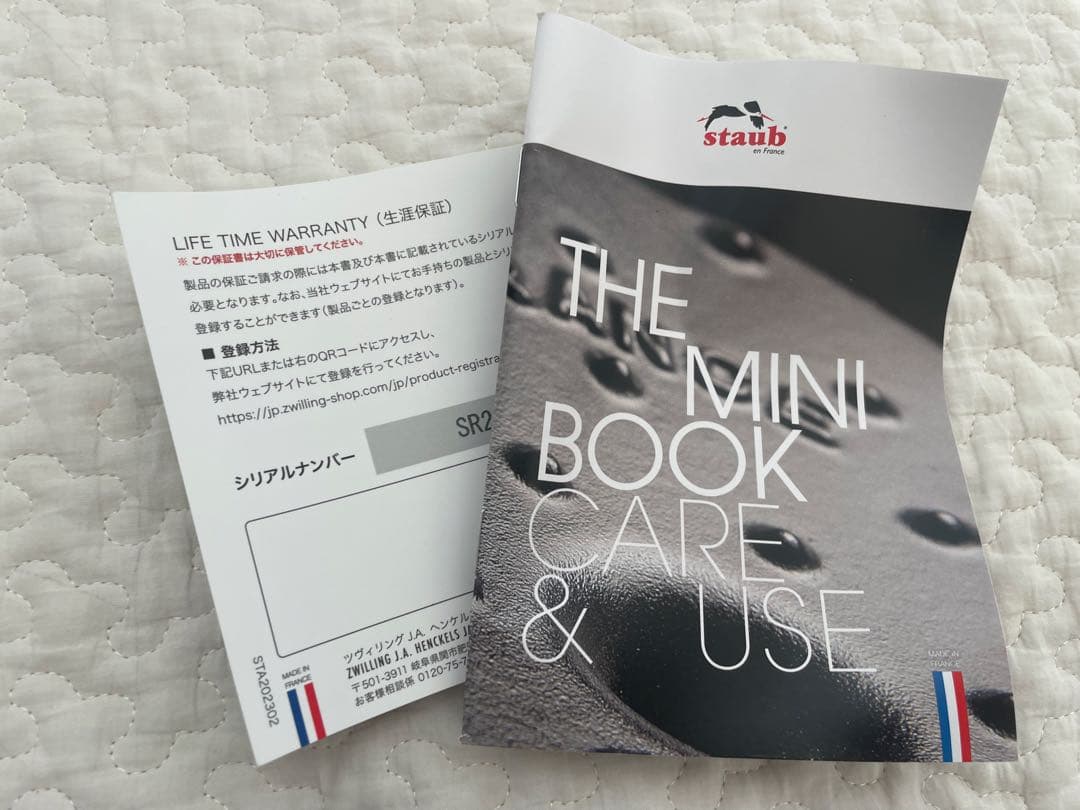 LIFE TIME WARRANTY（生涯保証）
※ この保証書は大切に保管してください。
製品の保証ご請求の際には本書及び本書に記載されているシリアル
必要となります。なお、当社ウェブサイトにてお手持ちの製品とシリ
登録することができます（製品ごとの登録となります）。
■ 登録方法
下記URLまたは右のQRコードにアクセスし、
弊社ウェブサイトにて登録を行ってください。
https://jp.zwilling-shop.com/jp/product-registra
シリアルナンバー
SR2
ツヴィリング J.A. ヘンケル
ZWILLING J.A. HENCKELS J
〒501-3911 岐阜県関市肥
お客様相談係 0120-75-7
STA202302
MADE IN
FRANCE
staub
en France
THE
MINI
BOOK
CARE
& USE
MADE IN
FRANCE